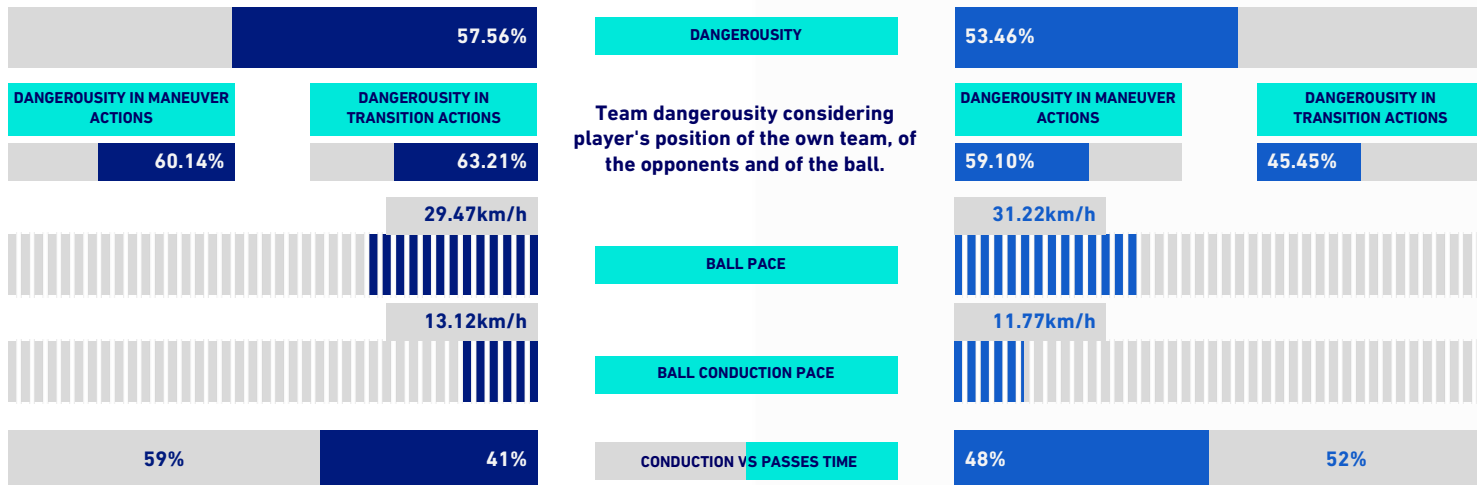 57.56%
DANGEROUSITY
53.46%
DANGEROUSITY IN MANEUVER
ACTIONS
DANGEROUSITY IN
TRANSITION ACTIONS
60.14%
63.21%
Team dangerousity considering
player's position of the own team, of
the opponents and of the ball.
DANGEROUSITY IN MANEUVER
ACTIONS
DANGEROUSITY IN
TRANSITION ACTIONS
59.10%
45.45%
29.47km/h
BALL PACE
31.22km/h
13.12km/h
BALL CONDUCTION PACE
11.77km/h
59%
41%
CONDUCTION VS PASSES TIME
48%
52%